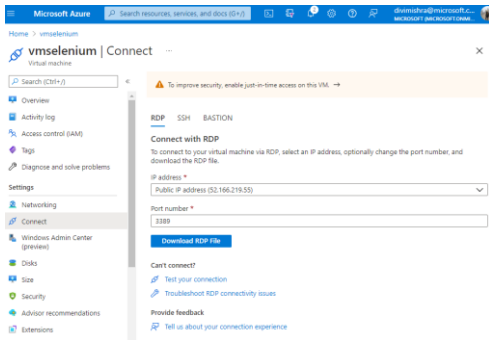 Microsoft Azure
Search resources, services, and docs (G+/)
divimishra@microsoft.c...
Home > vmselenium
vmselenium | Connect ...
Virtual machine
Search (Ctrl+/)
To improve security, enable just-in-time access on this VM. →
Overview
Activity log
Access control (IAM)
Tags
Diagnose and solve problems
Settings
Networking
Connect
Windows Admin Center
(preview)
Disks
Size
Security
Advisor recommendations
Extensions
RDP SSH BASTION
Connect with RDP
To connect to your virtual machine via RDP, select an IP address, optionally change the port number, and
download the RDP file.
IP address *
Public IP address (52.166.219.55)
Port number *
3389
Download RDP File
Can't connect?
Test your connection
Troubleshoot RDP connectivity issues
Provide feedback
Tell us about your connection experience